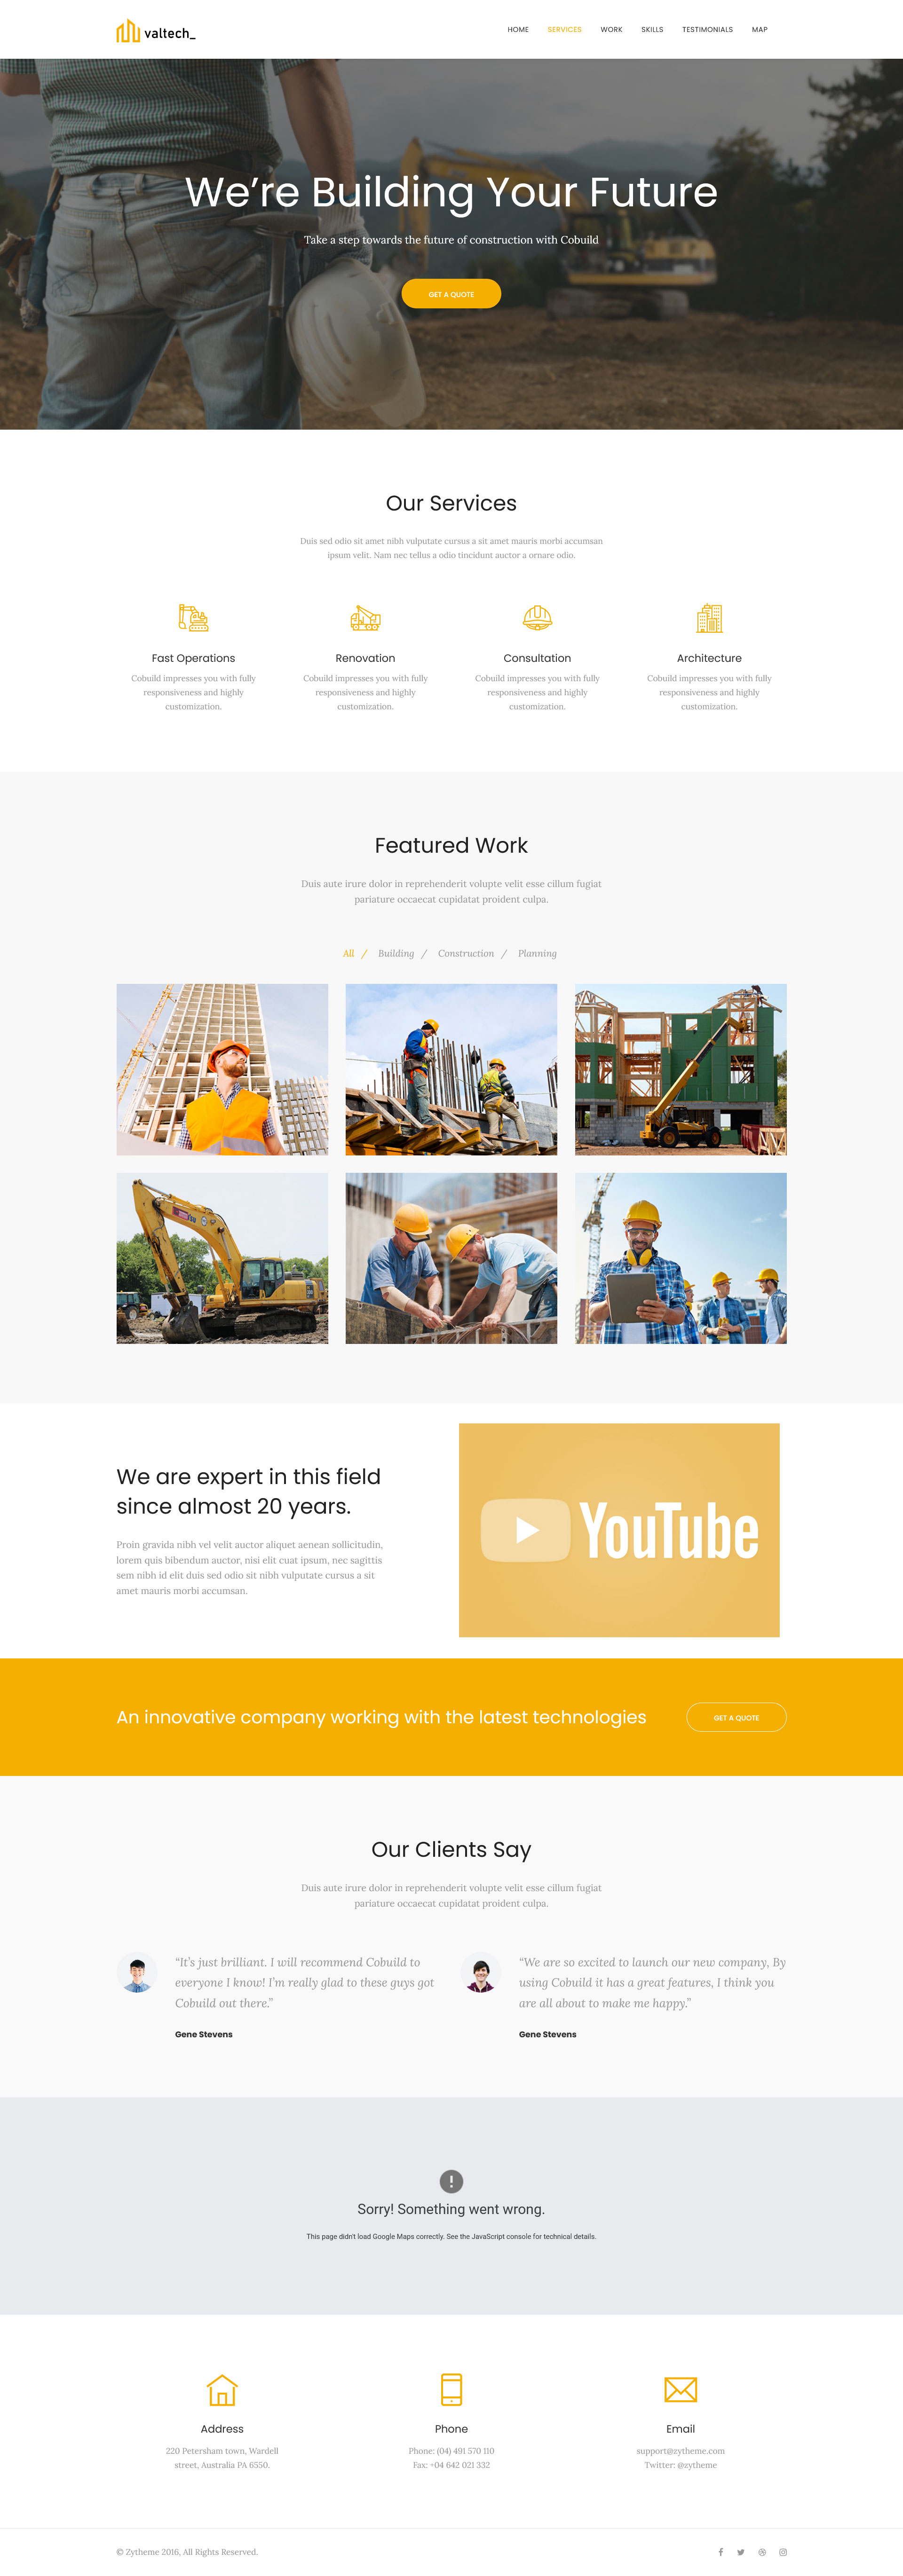 valtech_
HOME SERVICES WORK SKILLS TESTIMONIALS MAP
We’re Building Your Future
Take a step towards the future of construction with Cobuild
GET A QUOTE
Our Services
Duis sed odio sit amet nibh vulputate cursus a sit amet mauris morbi accumsan
ipsum velit. Nam nec tellus a odio tincidunt auctor a ornare odio.
Fast Operations
Cobuild impresses you with fully
responsiveness and highly
customization.
Renovation
Cobuild impresses you with fully
responsiveness and highly
customization.
Consultation
Cobuild impresses you with fully
responsiveness and highly
customization.
Architecture
Cobuild impresses you with fully
responsiveness and highly
customization.
Featured Work
Duis aute irure dolor in reprehenderit volupte velit esse cillum fugiat
pariature occaecat cupidatat proident culpa.
All / Building / Construction / Planning
We are expert in this field
since almost 20 years.
Proin gravida nibh vel velit auctor aliquet aenean sollicitudin,
lorem quis bibendum auctor, nisi elit cuat ipsum, nec sagittis
sem nibh id elit duis sed odio sit nibh vulputate cursus a sit
amet mauris morbi accumsan.
YouTube
An innovative company working with the latest technologies
GET A QUOTE
Our Clients Say
Duis aute irure dolor in reprehenderit volupte velit esse cillum fugiat
pariature occaecat cupidatat proident culpa.
“It’s just brilliant. I will recommend Cobuild to
everyone I know! I’m really glad to these guys got
Cobuild out there.”
Gene Stevens
“We are so excited to launch our new company, By
using Cobuild it has a great features, I think you
are all about to make me happy.”
Gene Stevens
Sorry! Something went wrong.
This page didn't load Google Maps correctly. See the JavaScript console for technical details.
Address
220 Petersham town, Wardell
street, Australia PA 6550.
Phone
Phone: (04) 491 570 110
Fax: +04 642 021 332
Email
support@zytheme.com
Twitter: @zytheme
© Zytheme 2016, All Rights Reserved.